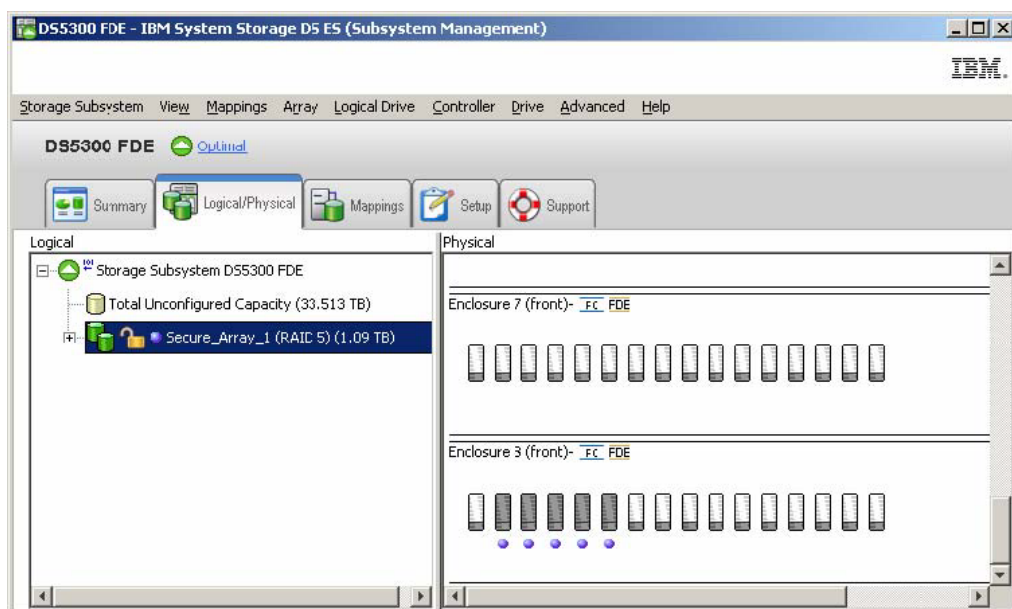 DS5300 FDE - IBM System Storage DS ES (Subsystem Management)
IBM.
Storage Subsystem View Mappings Array Logical Drive Controller Drive Advanced Help
DS5300 FDE Optimal
Summary Logical/Physical Mappings Setup Support
Logical
Physical
Storage Subsystem DS5300 FDE
Total Unconfigured Capacity (33.513 TB)
Secure_Array_1 (RAID 5) (1.09 TB)
Enclosure 7 (front)- FC FDE
Enclosure 3 (front)- FC FDE